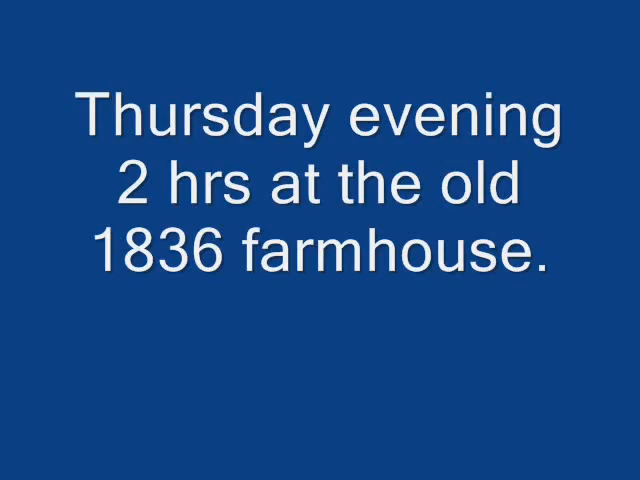 Thursday evening
2 hrs at the old
1836 farmhouse.